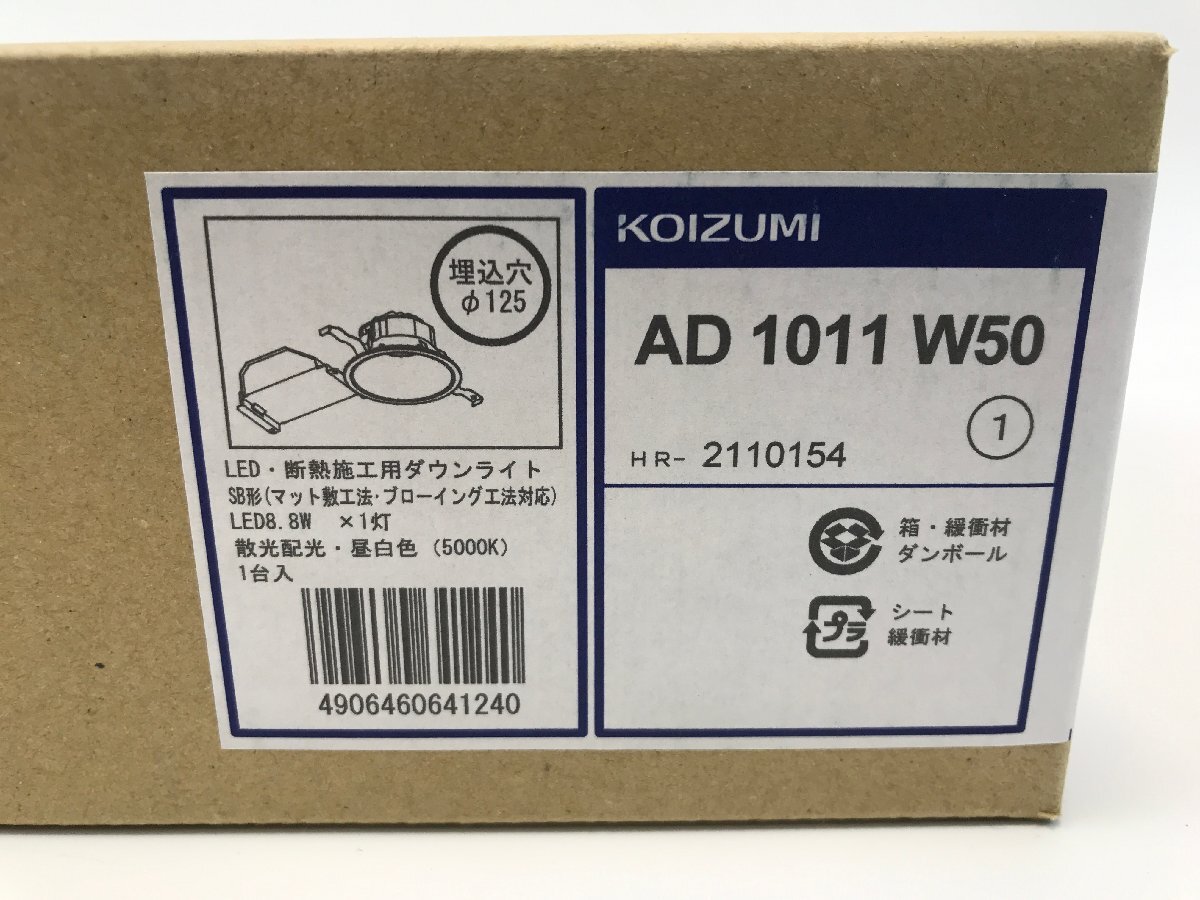 埋込穴
φ125
LED・断熱施工用ダウンライト
SB形(マット敷工法・ブローイング工法対応)
LED8.8W ×1灯
散光配光・昼白色 (5000K)
1台入
4906460641240
KOIZUMI
AD 1011 W50
1
HR- 2110154
箱・緩衝材
ダンボール
プラ
シート
緩衝材